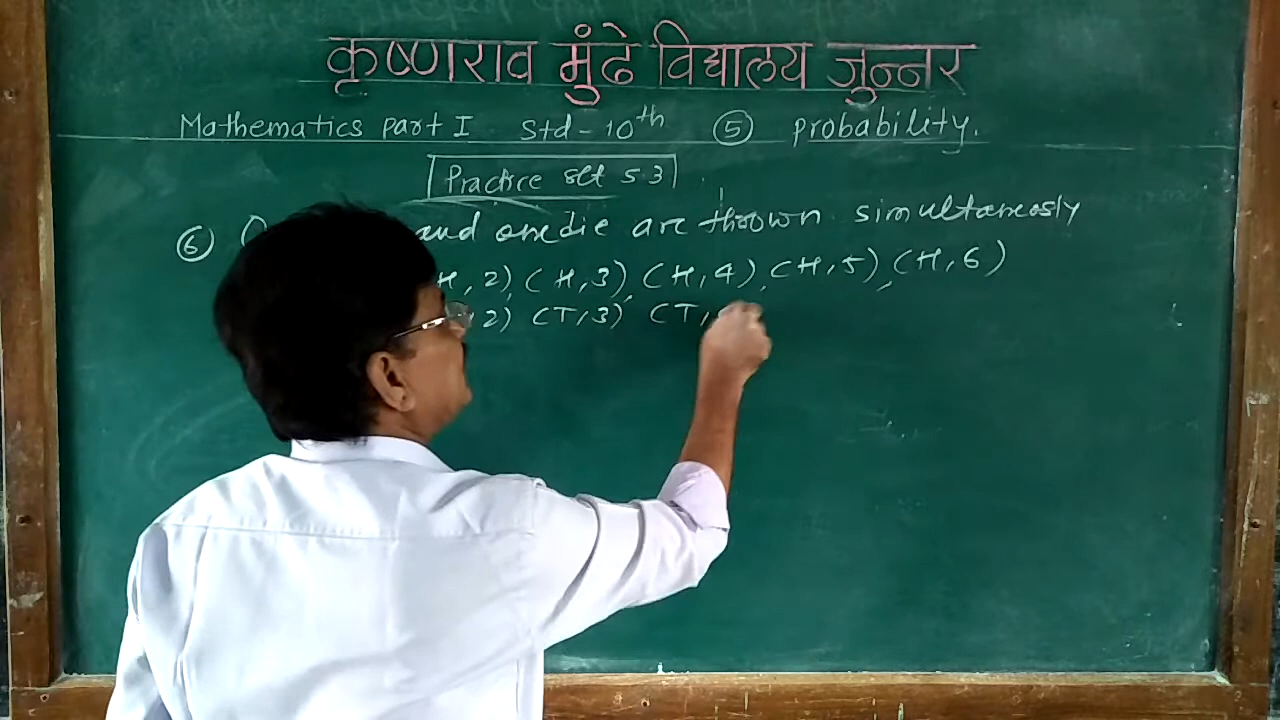 कृष्णराव मुंढे विद्यालय जुन्नर
Mathematics part I Std - 10th ⑤ probability.
Practice set 5.3
⑥ and one die are thrown simultaneosly
H, 2) (H, 3), (H, 4), (H, 5), (H, 6)
2) (T, 3) (T,